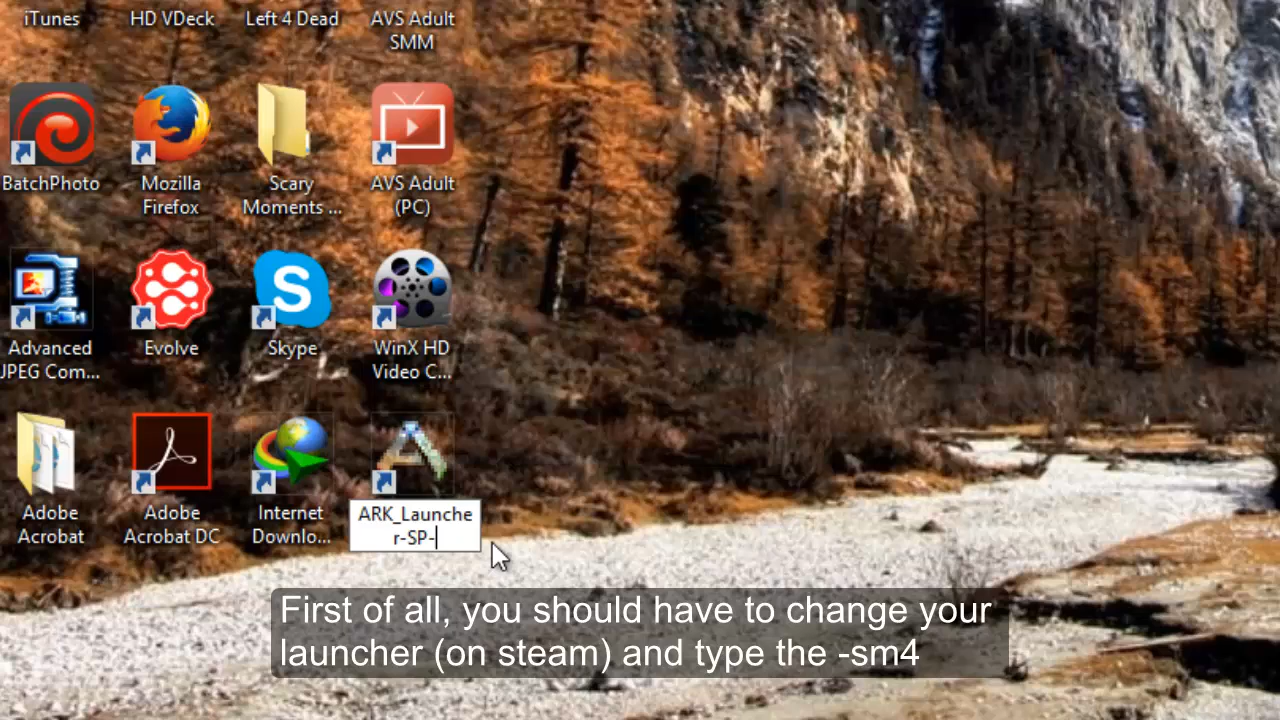 iTunes
HD VDeck
Left 4 Dead
AVS Adult
SMM
BatchPhoto
Mozilla
Firefox
Scary
Moments ...
AVS Adult
(PC)
Advanced
JPEG Com...
Evolve
Skype
WinX HD
Video C...
Adobe
Acrobat
Adobe
Acrobat DC
Internet
Downlo...
ARK_Launche
r-SP-
First of all, you should have to change your
launcher (on steam) and type the -sm4